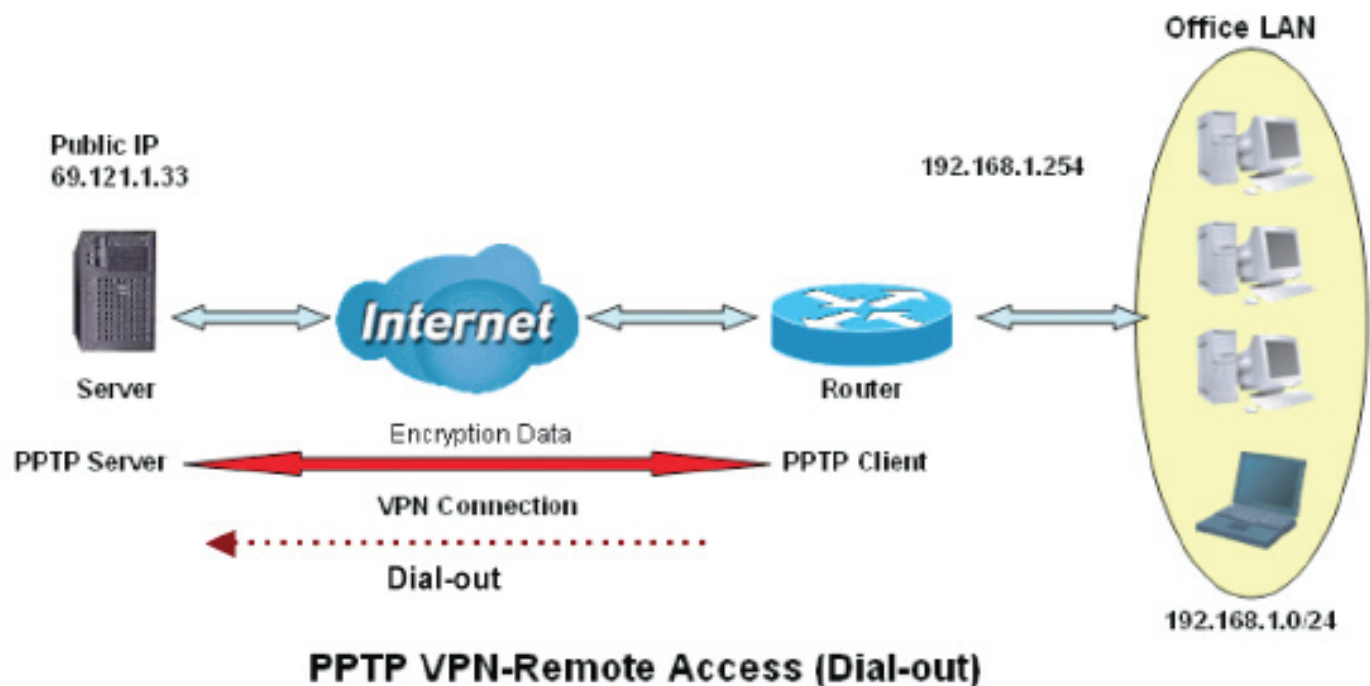 Office LAN
Public IP
69.121.1.33
192.168.1.254
Internet
Server
Router
Encryption Data
PPTP Server
PPTP Client
VPN Connection
Dial-out
192.168.1.0/24
PPTP VPN-Remote Access (Dial-out)